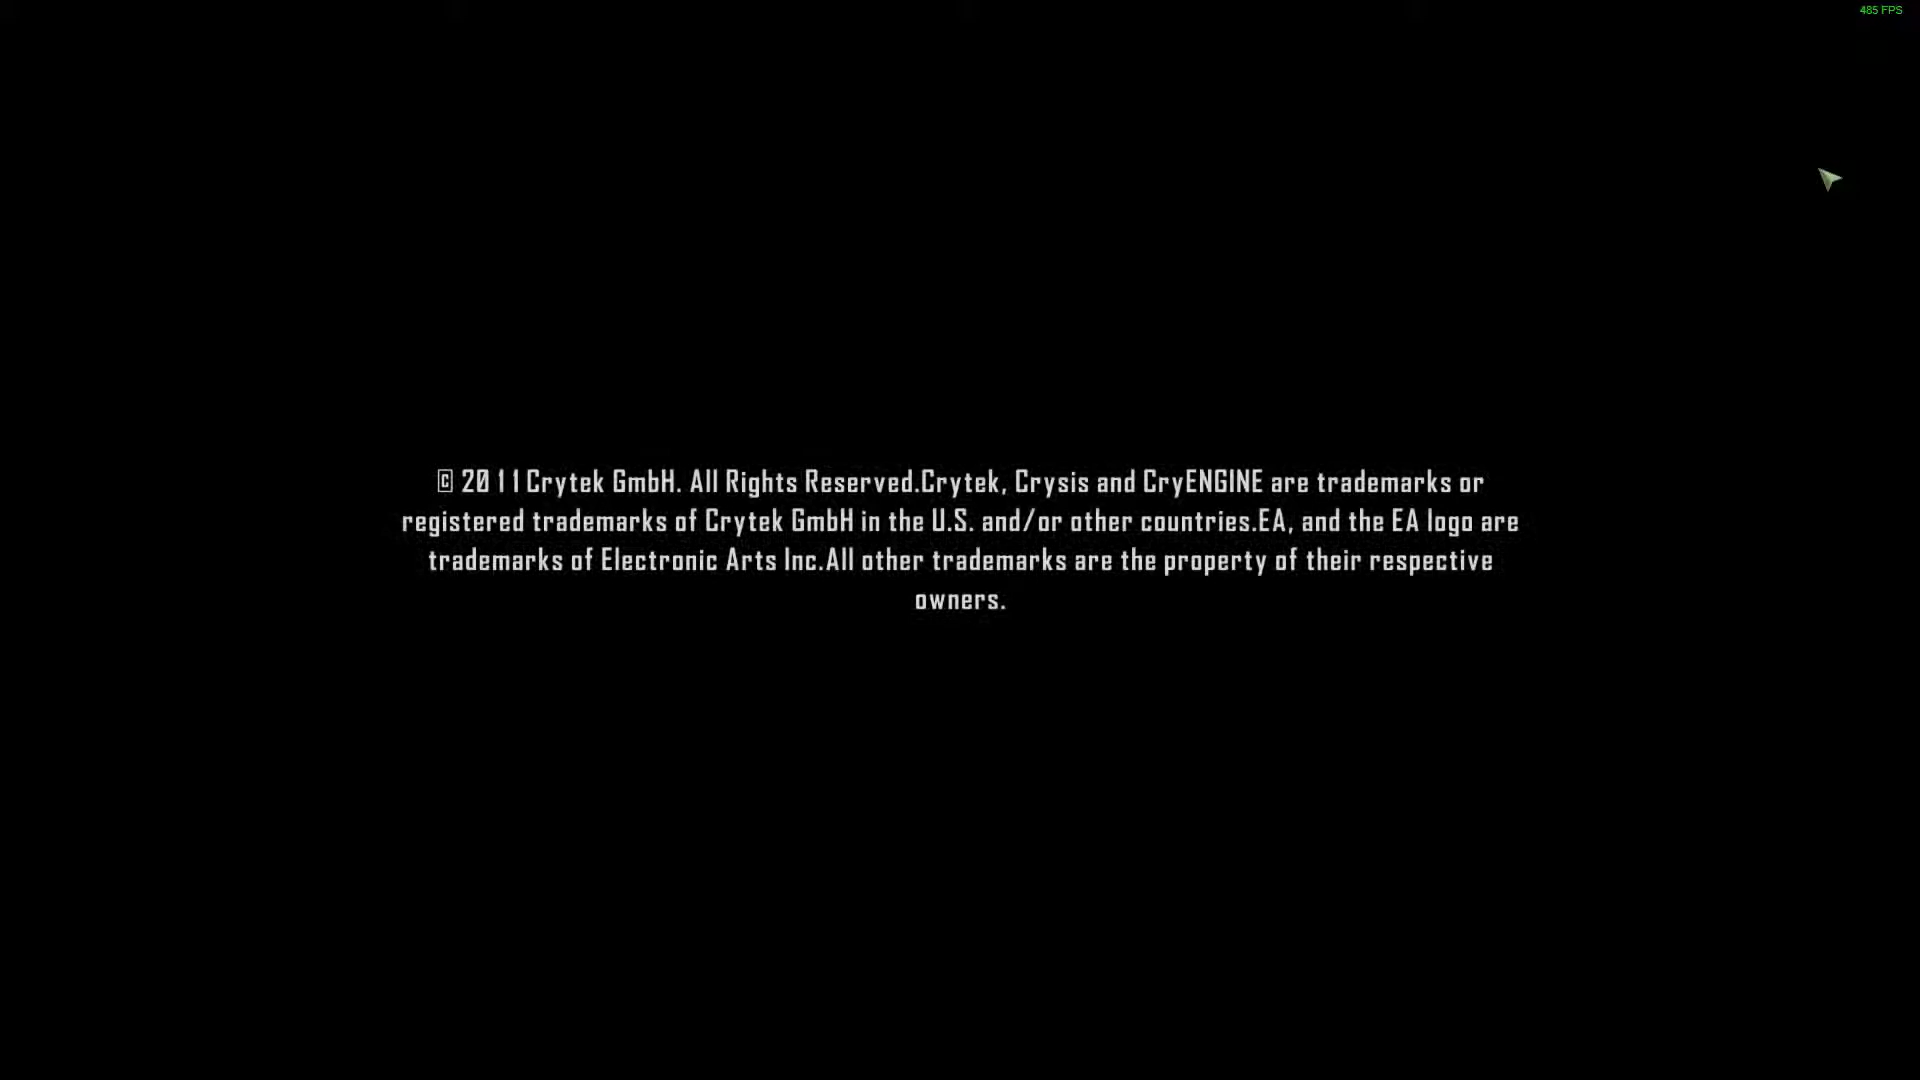 485 FPS
© 2011 Crytek GmbH. All Rights Reserved.Crytek, Crysis and CryENGINE are trademarks or
registered trademarks of Crytek GmbH in the U.S. and/or other countries.EA, and the EA logo are
trademarks of Electronic Arts Inc.All other trademarks are the property of their respective
owners.